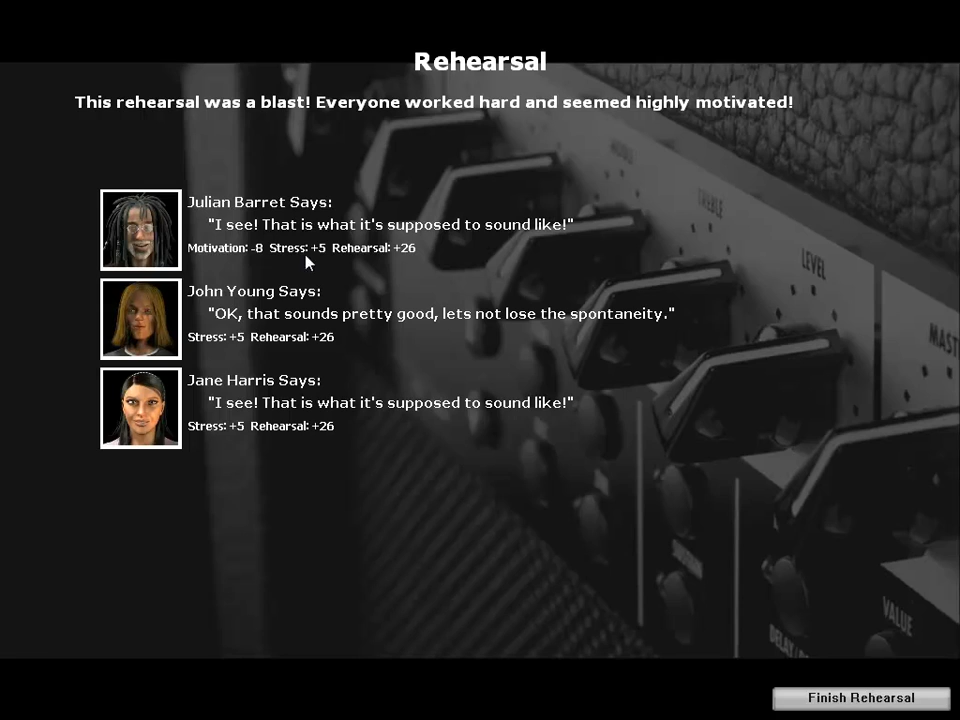 Rehearsal
This rehearsal was a blast! Everyone worked hard and seemed highly motivated!
Julian Barret Says:
"I see! That is what it's supposed to sound like!"
Motivation: -8 Stress: +5 Rehearsal: +26
John Young Says:
"OK, that sounds pretty good, lets not lose the spontaneity."
Stress: +5 Rehearsal: +26
Jane Harris Says:
"I see! That is what it's supposed to sound like!"
Stress: +5 Rehearsal: +26
TREBLE
LEVEL
VALUE
Finish Rehearsal